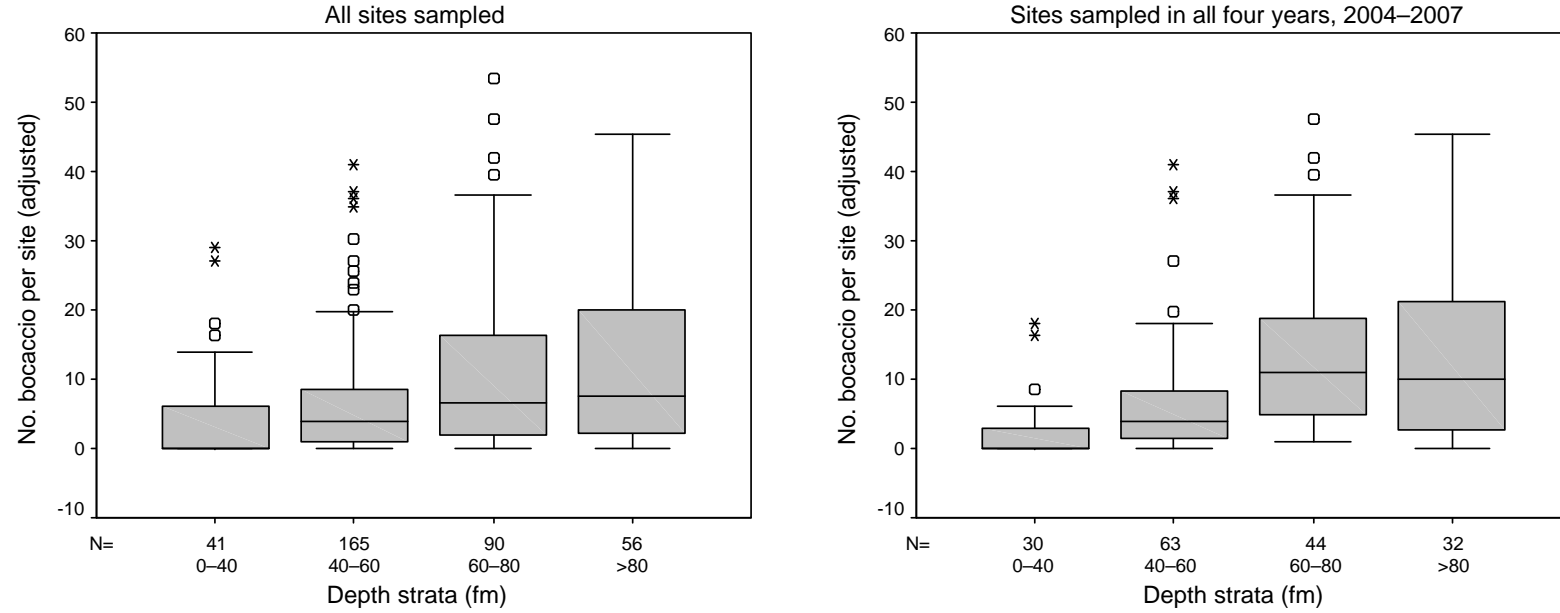 All sites sampled
No. bocaccio per site (adjusted)
60
50
40
30
20
10
0
-10
N= 41 165 90 56
0–40 40–60 60–80 >80
Depth strata (fm)
Sites sampled in all four years, 2004–2007
No. bocaccio per site (adjusted)
60
50
40
30
20
10
0
-10
N= 30 63 44 32
0–40 40–60 60–80 >80
Depth strata (fm)